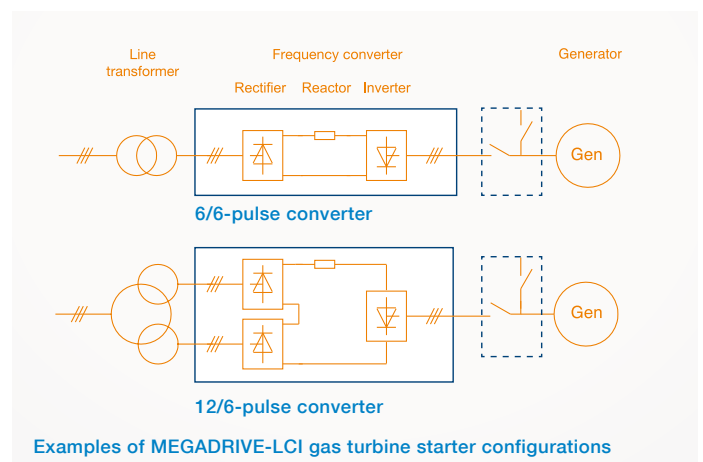 Line
transformer
Frequency converter
Generator
Rectifier Reactor Inverter
Gen
6/6-pulse converter
Gen
12/6-pulse converter
Examples of MEGADRIVE-LCI gas turbine starter configurations